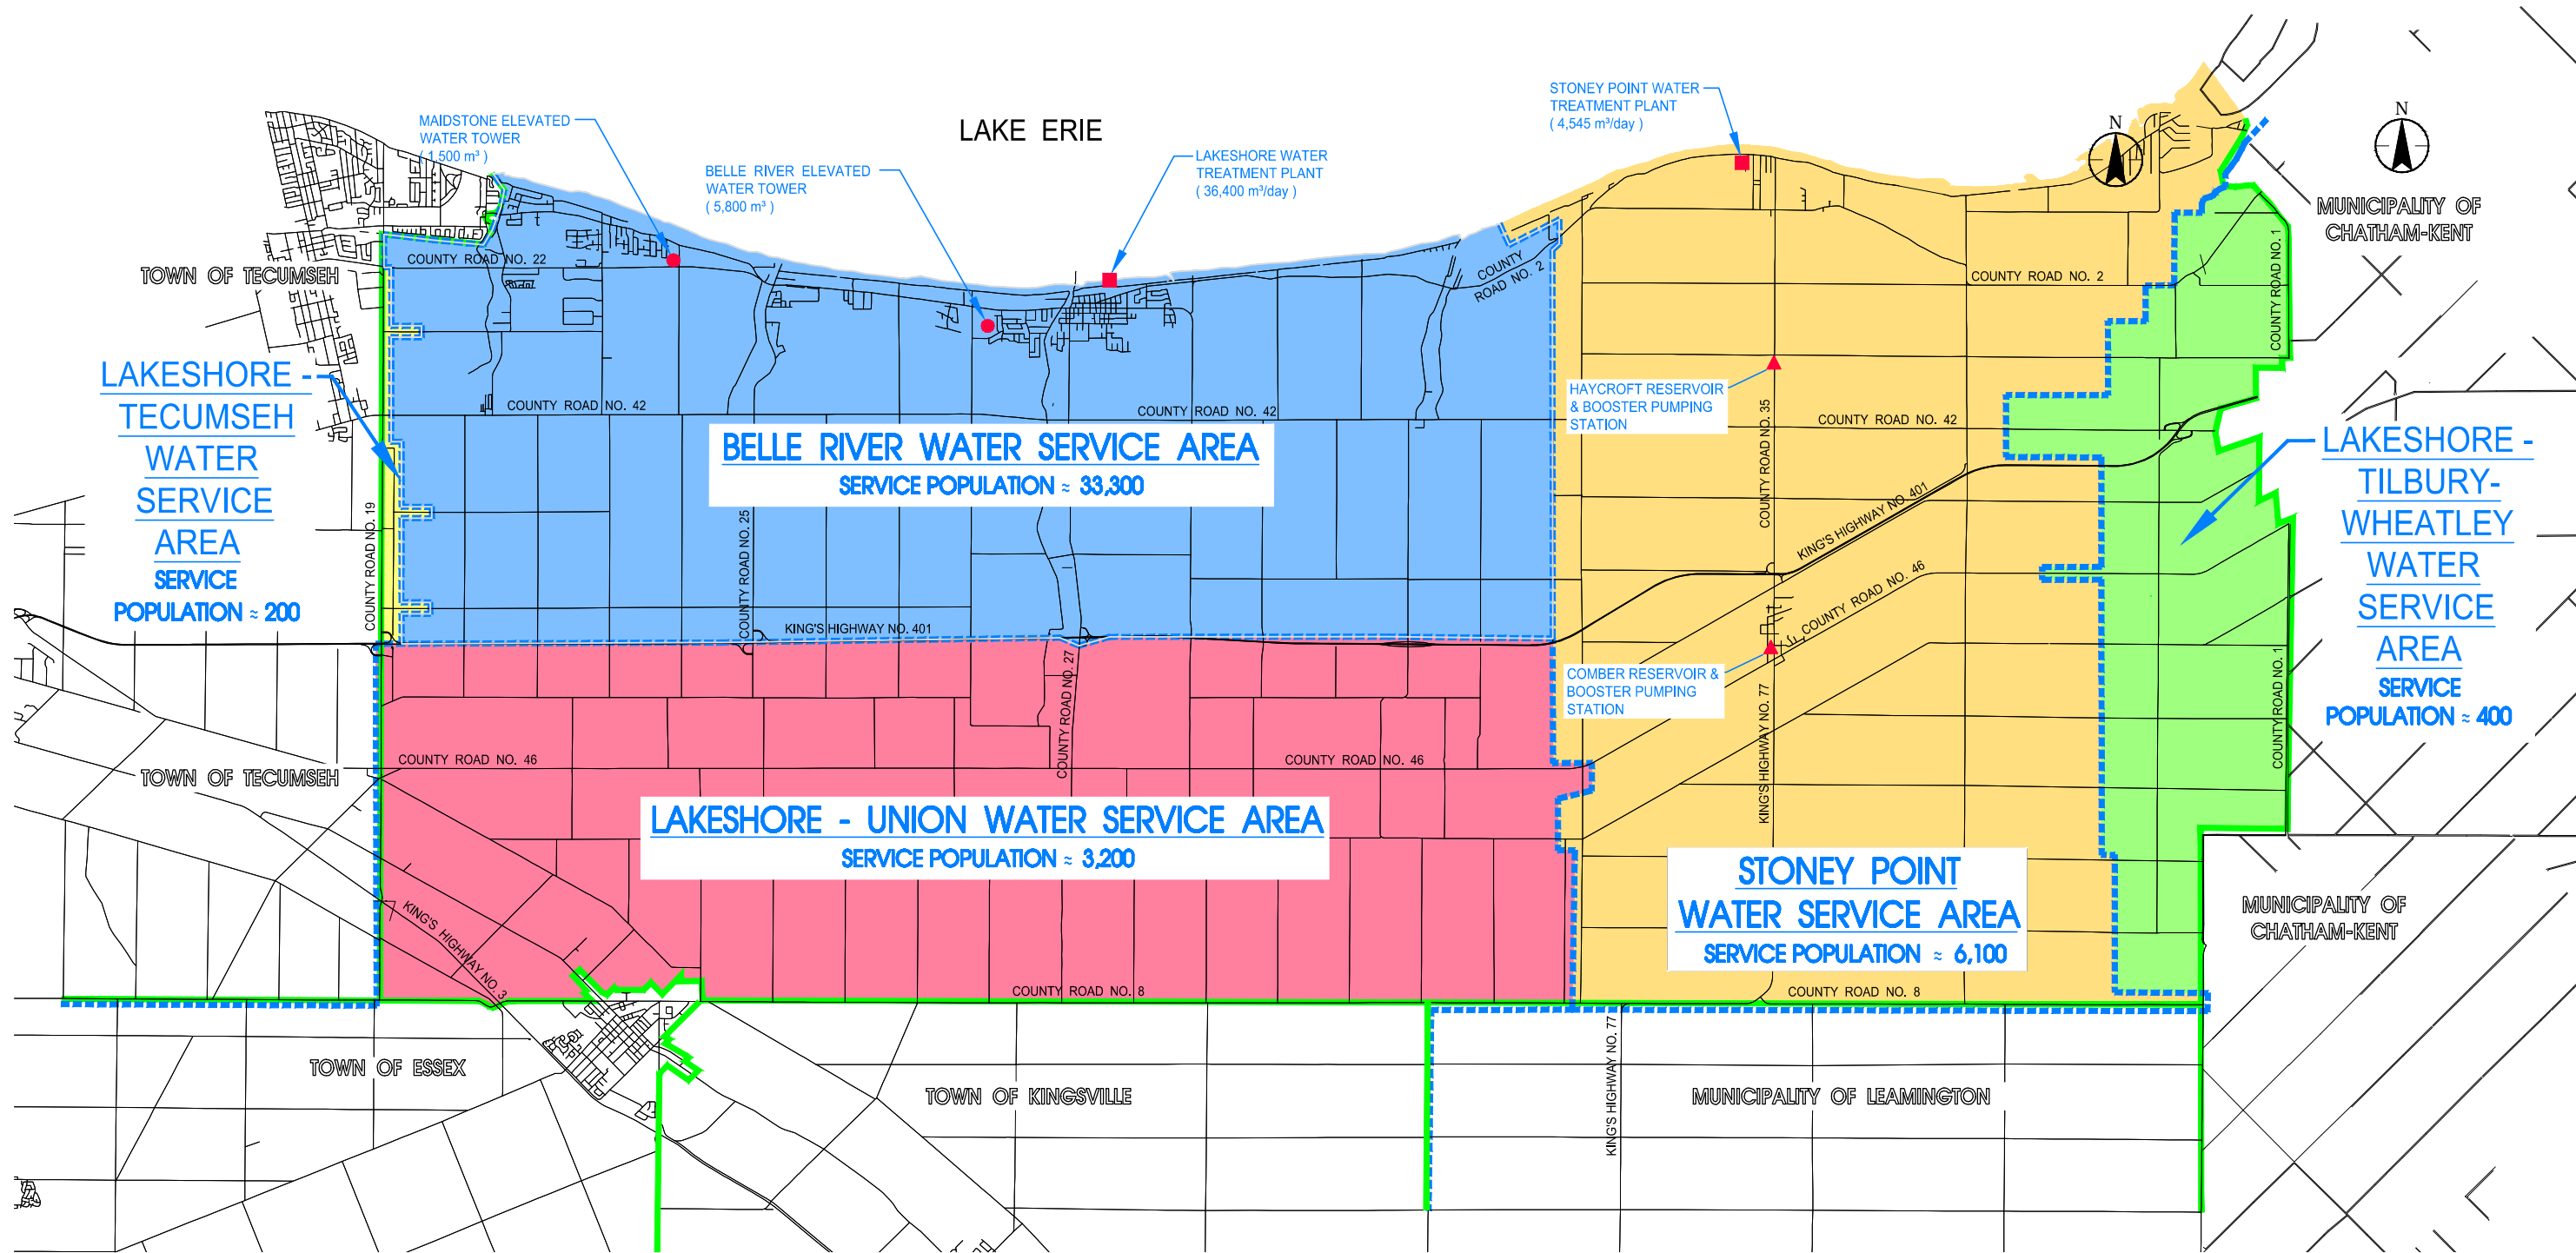 LAKE ERIE
MAIDSTONE ELEVATED
WATER TOWER
( 1,500 m³ )
BELLE RIVER ELEVATED
WATER TOWER
( 5,800 m³ )
LAKESHORE WATER
TREATMENT PLANT
( 36,400 m³/day )
STONEY POINT WATER
TREATMENT PLANT
( 4,545 m³/day )
N
N
MUNICIPALITY OF
CHATHAM-KENT
TOWN OF TECUMSEH
COUNTY ROAD NO. 22
COUNTY
ROAD NO. 2
COUNTY ROAD NO. 2
COUNTY ROAD NO. 1
LAKESHORE -
TECUMSEH
WATER
SERVICE
AREA
SERVICE
POPULATION ≈ 200
COUNTY ROAD NO. 42
COUNTY ROAD NO. 42
COUNTY ROAD NO. 42
HAYCROFT RESERVOIR
& BOOSTER PUMPING
STATION
COUNTY ROAD NO. 35
BELLE RIVER WATER SERVICE AREA
SERVICE POPULATION ≈ 33,300
LAKESHORE -
TILBURY-
WHEATLEY
WATER
SERVICE
AREA
SERVICE
POPULATION ≈ 400
COUNTY ROAD NO. 19
COUNTY ROAD NO. 25
KING'S HIGHWAY NO. 401
KING'S HIGHWAY NO. 401
COUNTY ROAD NO. 46
COUNTY ROAD NO. 27
COMBER RESERVOIR &
BOOSTER PUMPING
STATION
KING'S HIGHWAY NO. 77
COUNTY ROAD NO. 1
TOWN OF TECUMSEH
COUNTY ROAD NO. 46
COUNTY ROAD NO. 46
LAKESHORE - UNION WATER SERVICE AREA
SERVICE POPULATION ≈ 3,200
STONEY POINT
WATER SERVICE AREA
SERVICE POPULATION ≈ 6,100
MUNICIPALITY OF
CHATHAM-KENT
KING'S HIGHWAY NO. 3
COUNTY ROAD NO. 8
COUNTY ROAD NO. 8
TOWN OF ESSEX
TOWN OF KINGSVILLE
KING'S HIGHWAY NO. 77
MUNICIPALITY OF LEAMINGTON